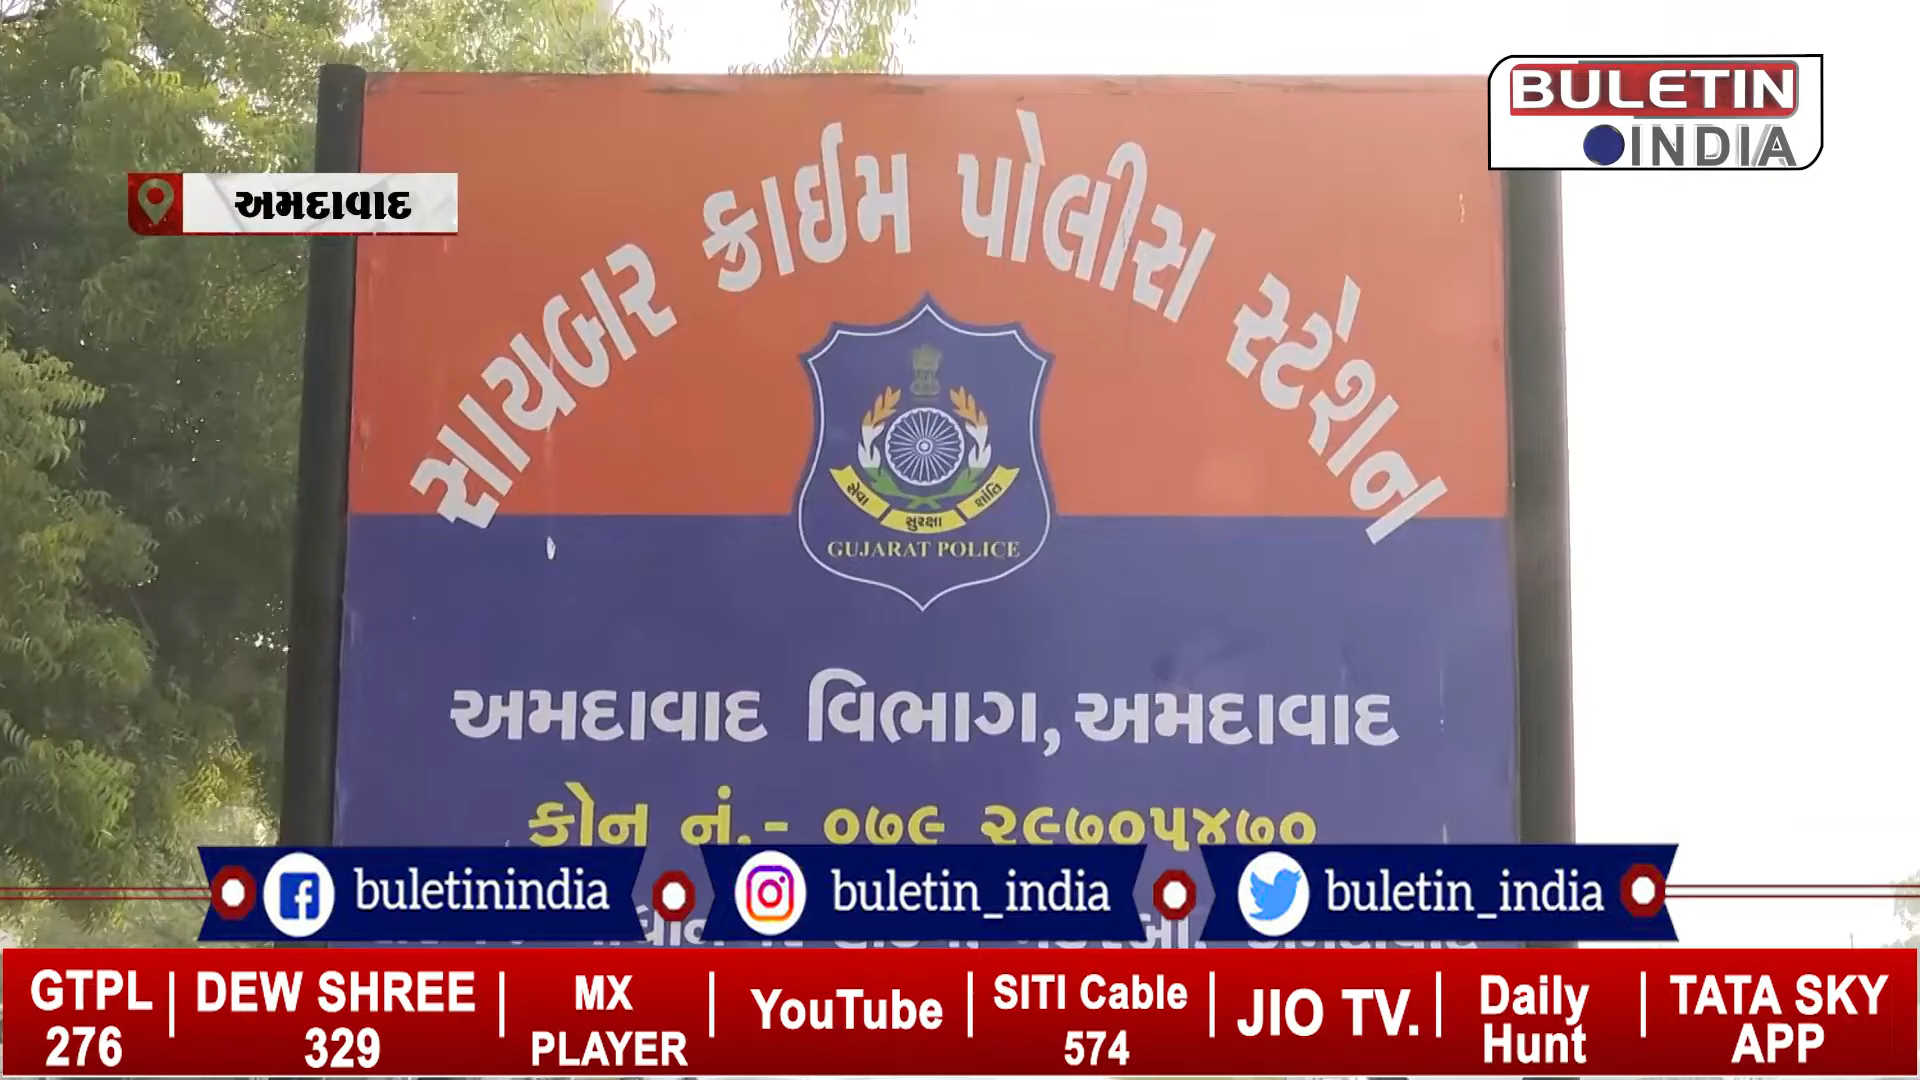 BULETIN
INDIA
અમદાવાદ
સાયબર ક્રાઈમ પોલીસ સ્ટેશન
સેવા સુરક્ષા શાંતિ
GUJARAT POLICE
અમદાવાદ વિભાગ, અમદાવાદ
ફોન નં.- ૦૭૯ ૨૯૭૦૫૪૭૦
buletinindia buletin_india buletin_india
GTPL 276 DEW SHREE 329 MX PLAYER YouTube SITI Cable 574 JIO TV. Daily Hunt TATA SKY APP